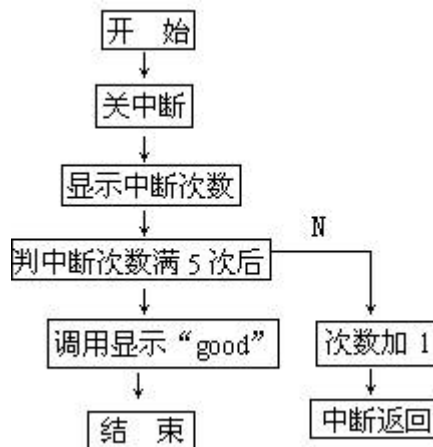 开 始
关中断
显示中断次数
N
判中断次数满 5 次后
调用显示“good”
次数加 1
结 束
中断返回